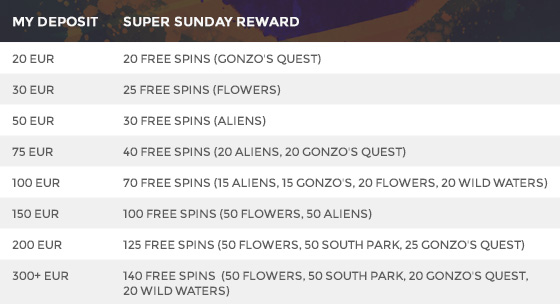 MY DEPOSIT SUPER SUNDAY REWARD
20 EUR 20 FREE SPINS (GONZO'S QUEST)
30 EUR 25 FREE SPINS (FLOWERS)
50 EUR 30 FREE SPINS (ALIENS)
75 EUR 40 FREE SPINS (20 ALIENS, 20 GONZO'S QUEST)
100 EUR 70 FREE SPINS (15 ALIENS, 15 GONZO'S, 20 FLOWERS, 20 WILD WATERS)
150 EUR 100 FREE SPINS (50 FLOWERS, 50 ALIENS)
200 EUR 125 FREE SPINS (50 FLOWERS, 50 SOUTH PARK, 25 GONZO'S QUEST)
300+ EUR 140 FREE SPINS (50 FLOWERS, 50 SOUTH PARK, 20 GONZO'S QUEST,
20 WILD WATERS)